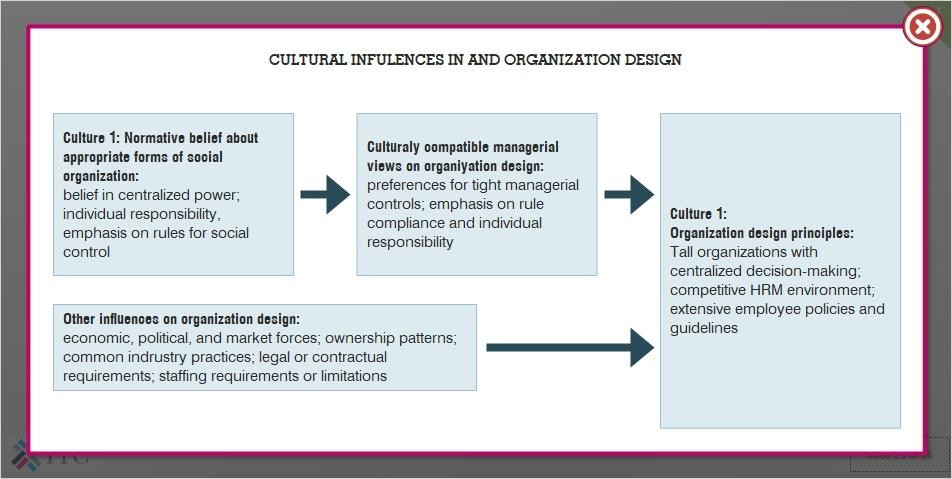 CULTURAL INFULENCES IN AND ORGANIZATION DESIGN
Culture 1: Normative belief about
appropriate forms of social
organization:
belief in centralized power;
individual responsibility,
emphasis on rules for social
control
Culturaly compatible managerial
views on organiyation design:
preferences for tight managerial
controls; emphasis on rule
compliance and individual
responsibility
Culture 1:
Organization design principles:
Tall organizations with
centralized decision-making;
competitive HRM environment;
extensive employee policies and
guidelines
Other influences on organization design:
economic, political, and market forces; ownership patterns;
common indrustry practices; legal or contractual
requirements; staffing requirements or limitations